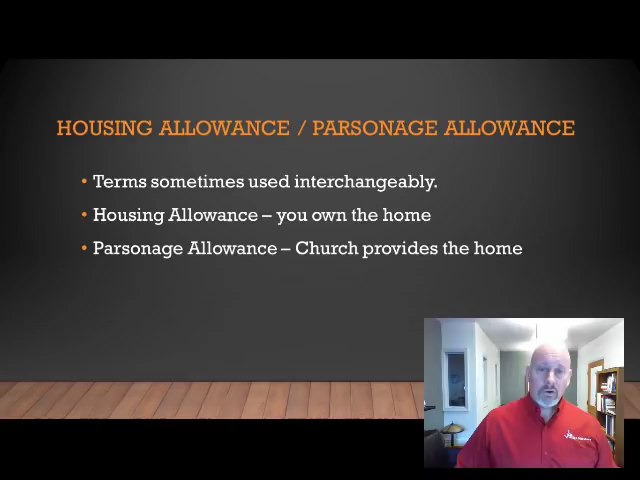 HOUSING ALLOWANCE / PARSONAGE ALLOWANCE
• Terms sometimes used interchangeably.
• Housing Allowance – you own the home
• Parsonage Allowance – Church provides the home